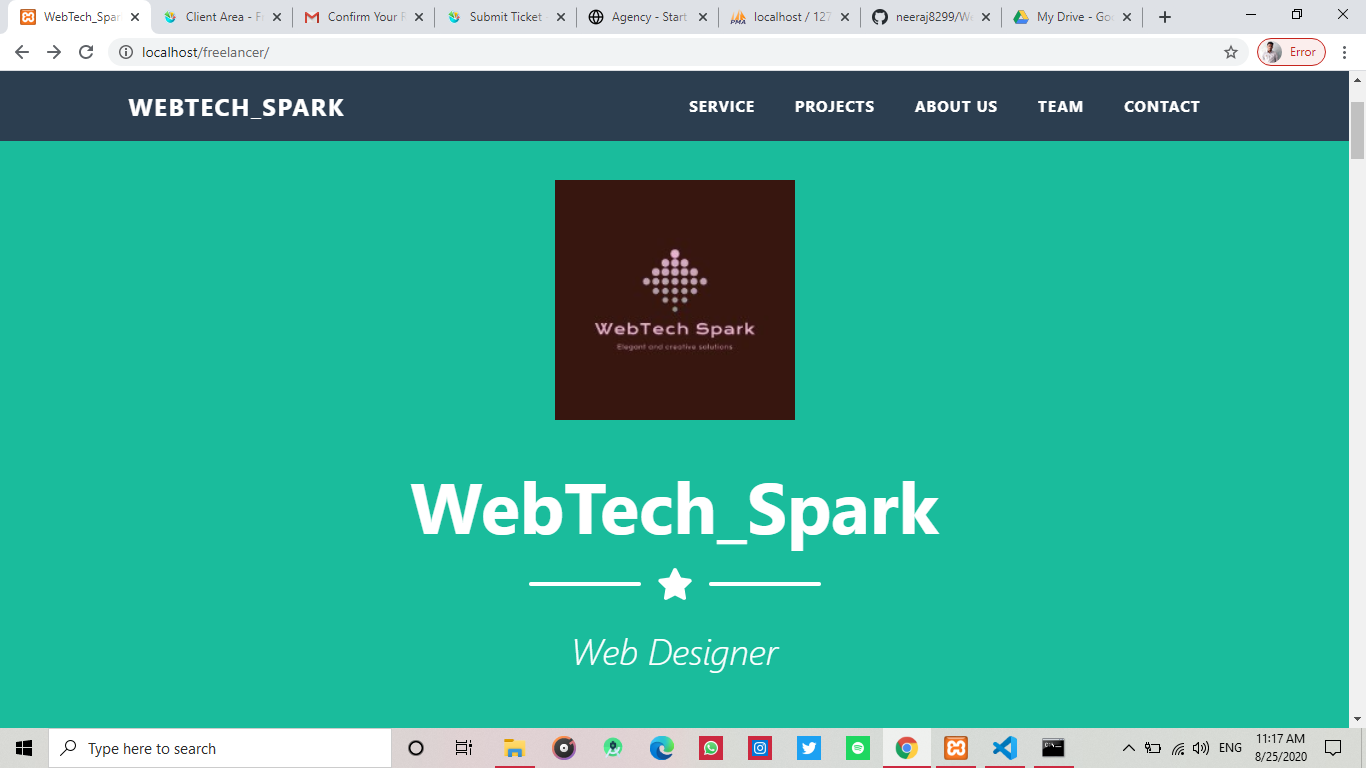 WebTech_Spar
Client Area - F
Confirm Your
Submit Ticket
Agency - Start
localhost / 127
neeraj8299/We
My Drive - Goo
localhost/freelancer/
Error
WEBTECH_SPARK
SERVICE
PROJECTS
ABOUT US
TEAM
CONTACT
WebTech Spark
Elegant and creative solutions
WebTech_Spark
Web Designer
Type here to search
ENG
11:17 AM
8/25/2020